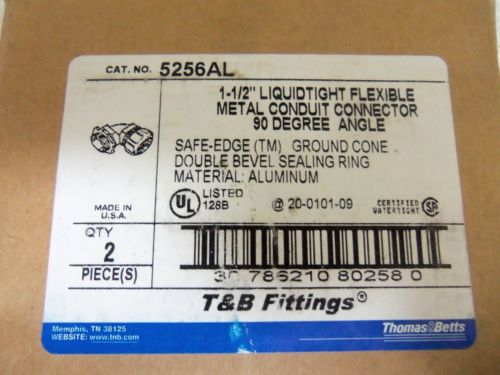 CAT. NO. 5256AL
1-1/2" LIQUIDTIGHT FLEXIBLE
METAL CONDUIT CONNECTOR
90 DEGREE ANGLE
SAFE-EDGE (TM) GROUND CONE
DOUBLE BEVEL SEALING RING
MATERIAL: ALUMINUM
MADE IN
U.S.A.
UL LISTED
128B
@ 20-0101-09
CERTIFIED
WATERTIGHT SA
QTY
2
PIECE(S)
30 786210 80258 0
T&B Fittings®
Memphis, TN 38125
WEBSITE: www.tnb.com
Thomas&Betts